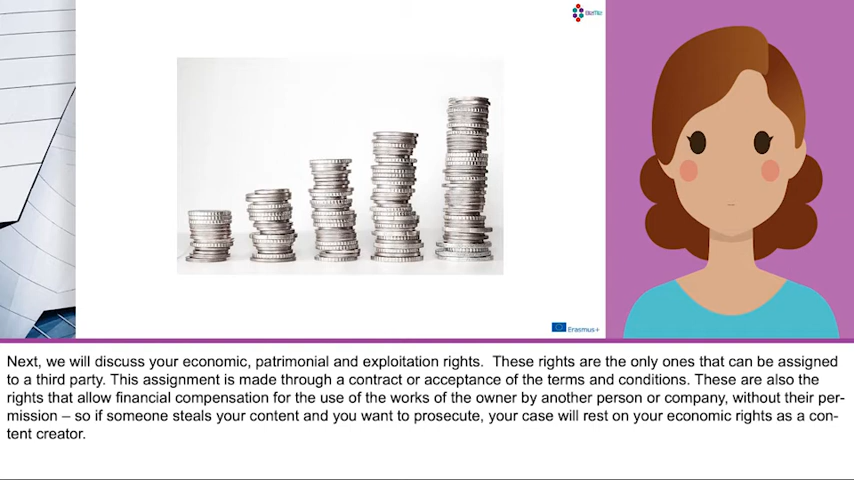 Erasmus+
Next, we will discuss your economic, patrimonial and exploitation rights.  These rights are the only ones that can be assigned
to a third party. This assignment is made through a contract or acceptance of the terms and conditions. These are also the
rights that allow financial compensation for the use of the works of the owner by another person or company, without their per-
mission – so if someone steals your content and you want to prosecute, your case will rest on your economic rights as a con-
tent creator.